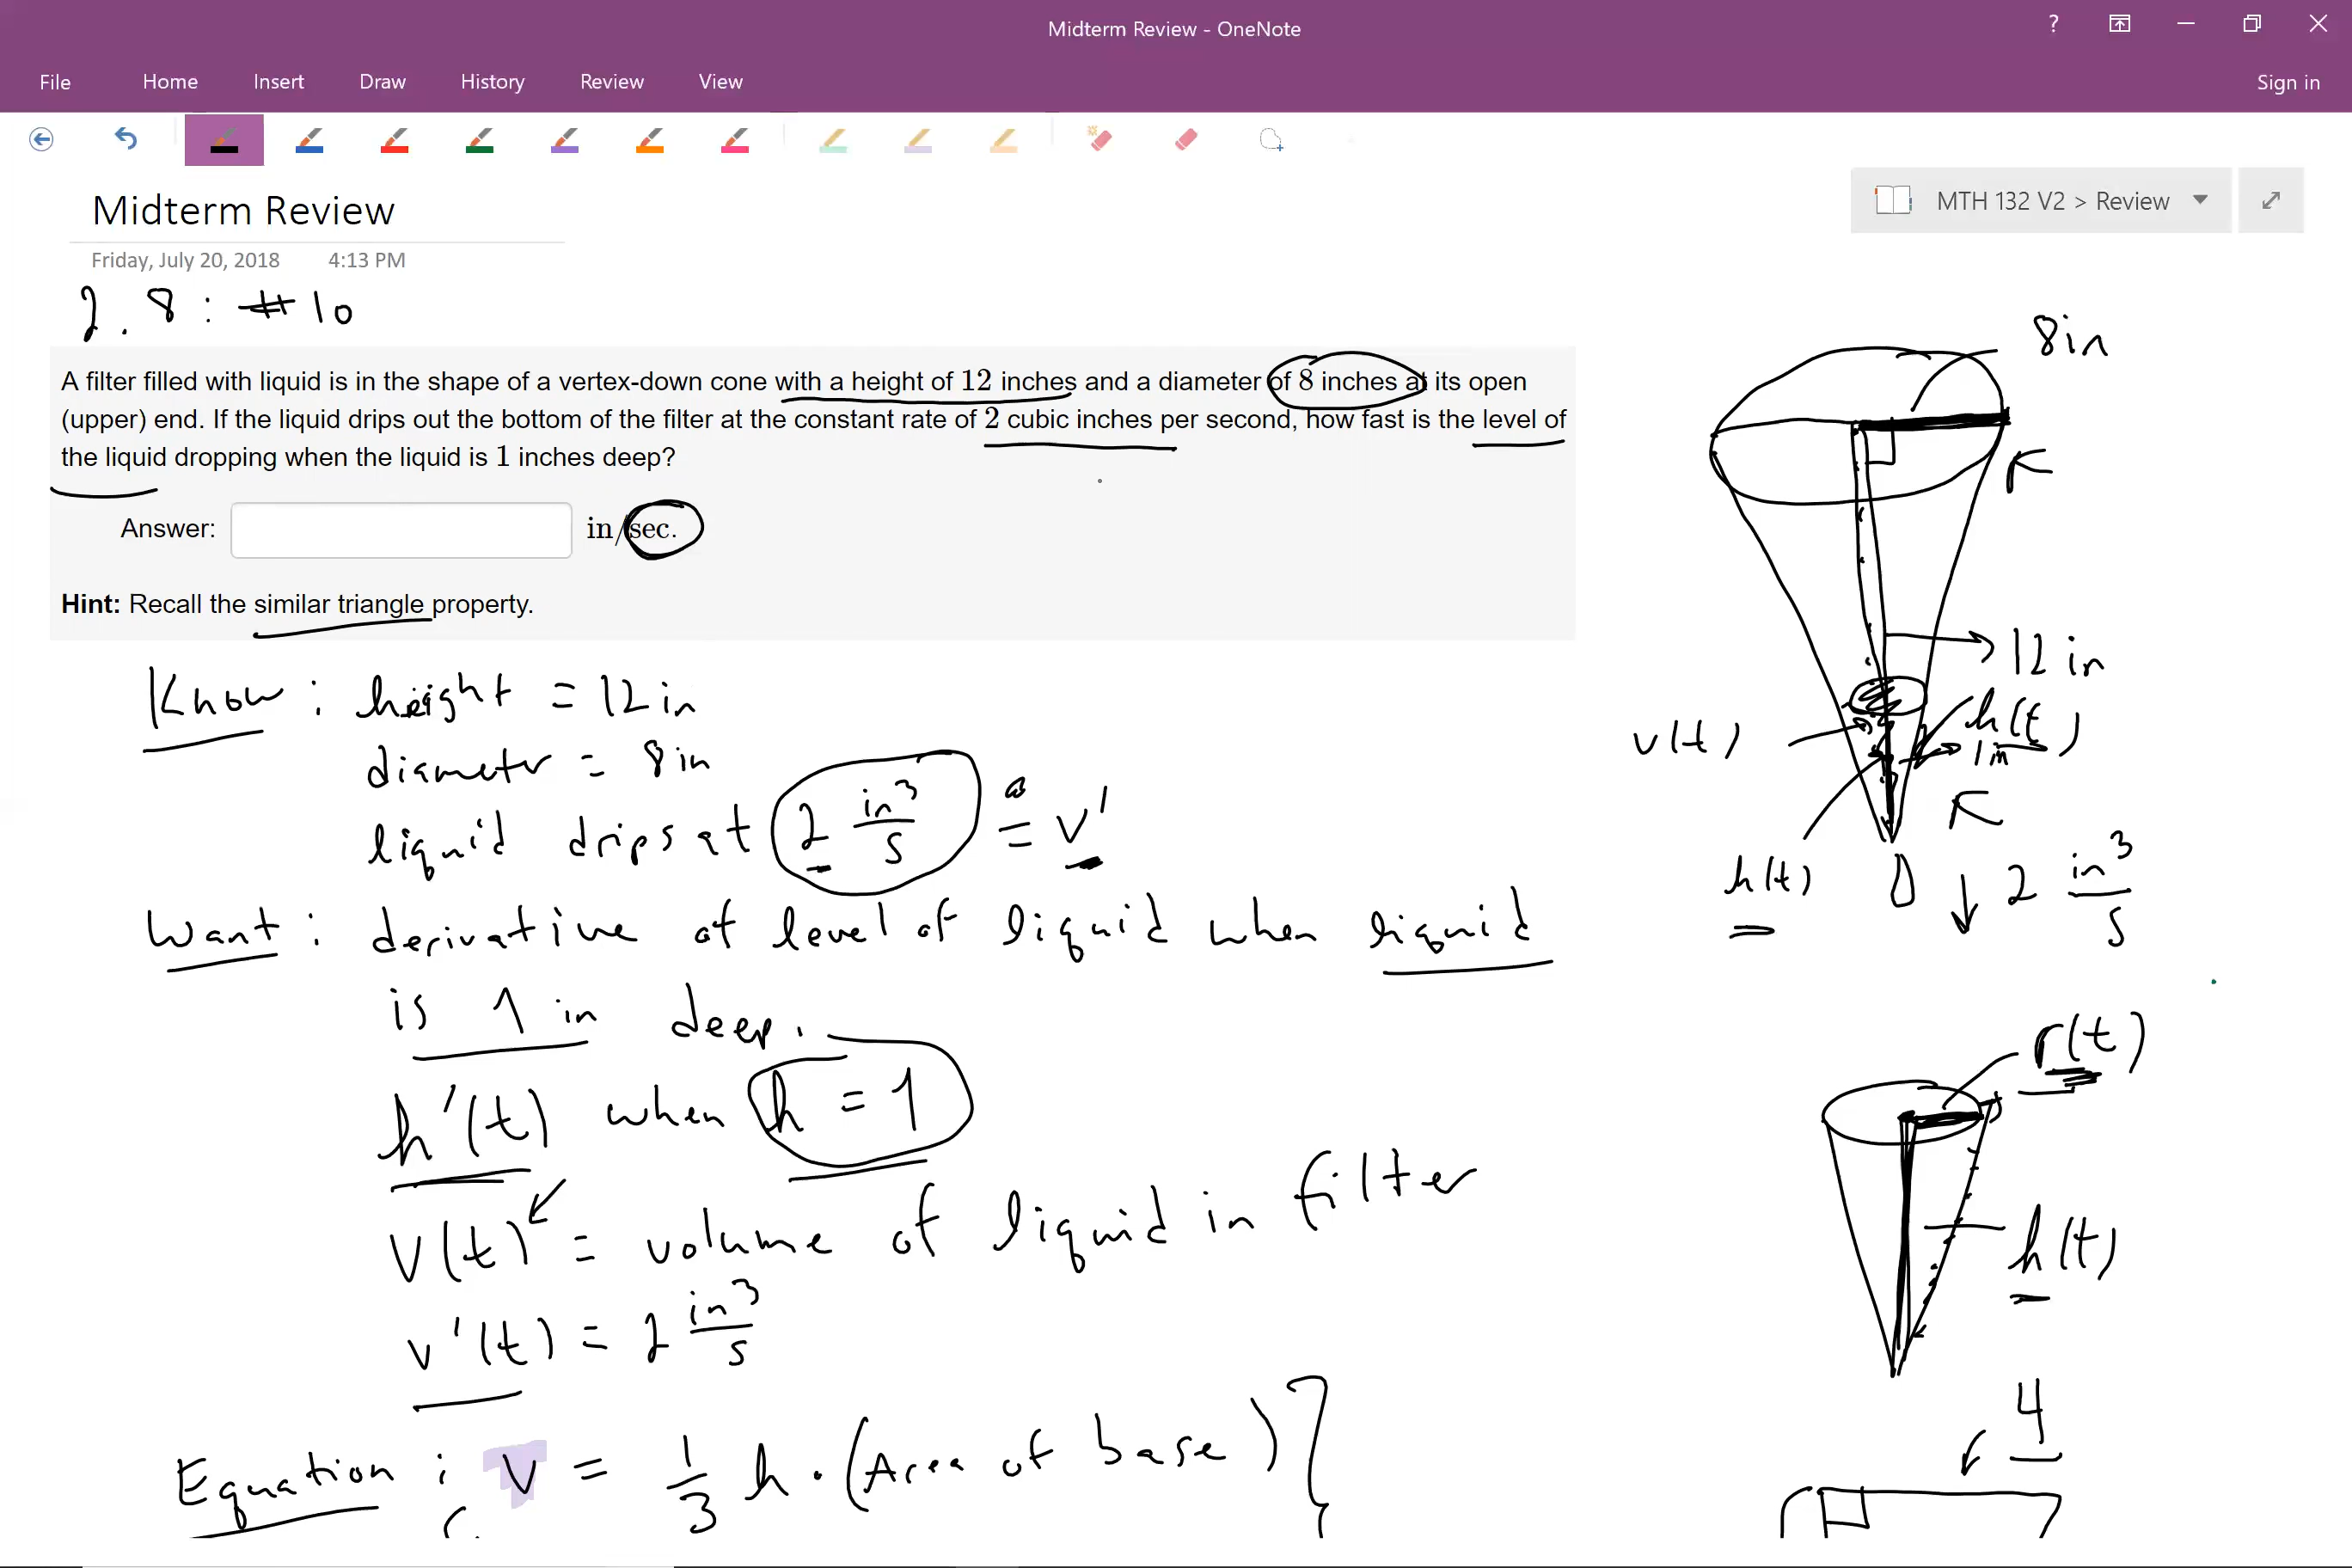 Midterm Review - OneNote
?
File Home Insert Draw History Review View Sign in
MTH 132 V2 > Review
Midterm Review
Friday, July 20, 2018 4:13 PM
2.8: #10
A filter filled with liquid is in the shape of a vertex-down cone with a height of 12 inches and a diameter of 8 inches at its open
(upper) end. If the liquid drips out the bottom of the filter at the constant rate of 2 cubic inches per second, how fast is the level of
the liquid dropping when the liquid is 1 inches deep?
Answer: in/sec.
Hint: Recall the similar triangle property.
Know: height = 12 in
diameter = 8 in
liquid drips at 2 in³/s = v'
Want: derivative of level of liquid when liquid
is 1 in deep.
h'(t) when h = 1
V(t) = volume of liquid in filter
v'(t) = 2 in³/s
Equation: V = 1/3 h · (Area of base)
8in
12 in
v(t)
h(t)
1in
h(t)
2 in³/s
r(t)
h(t)
4